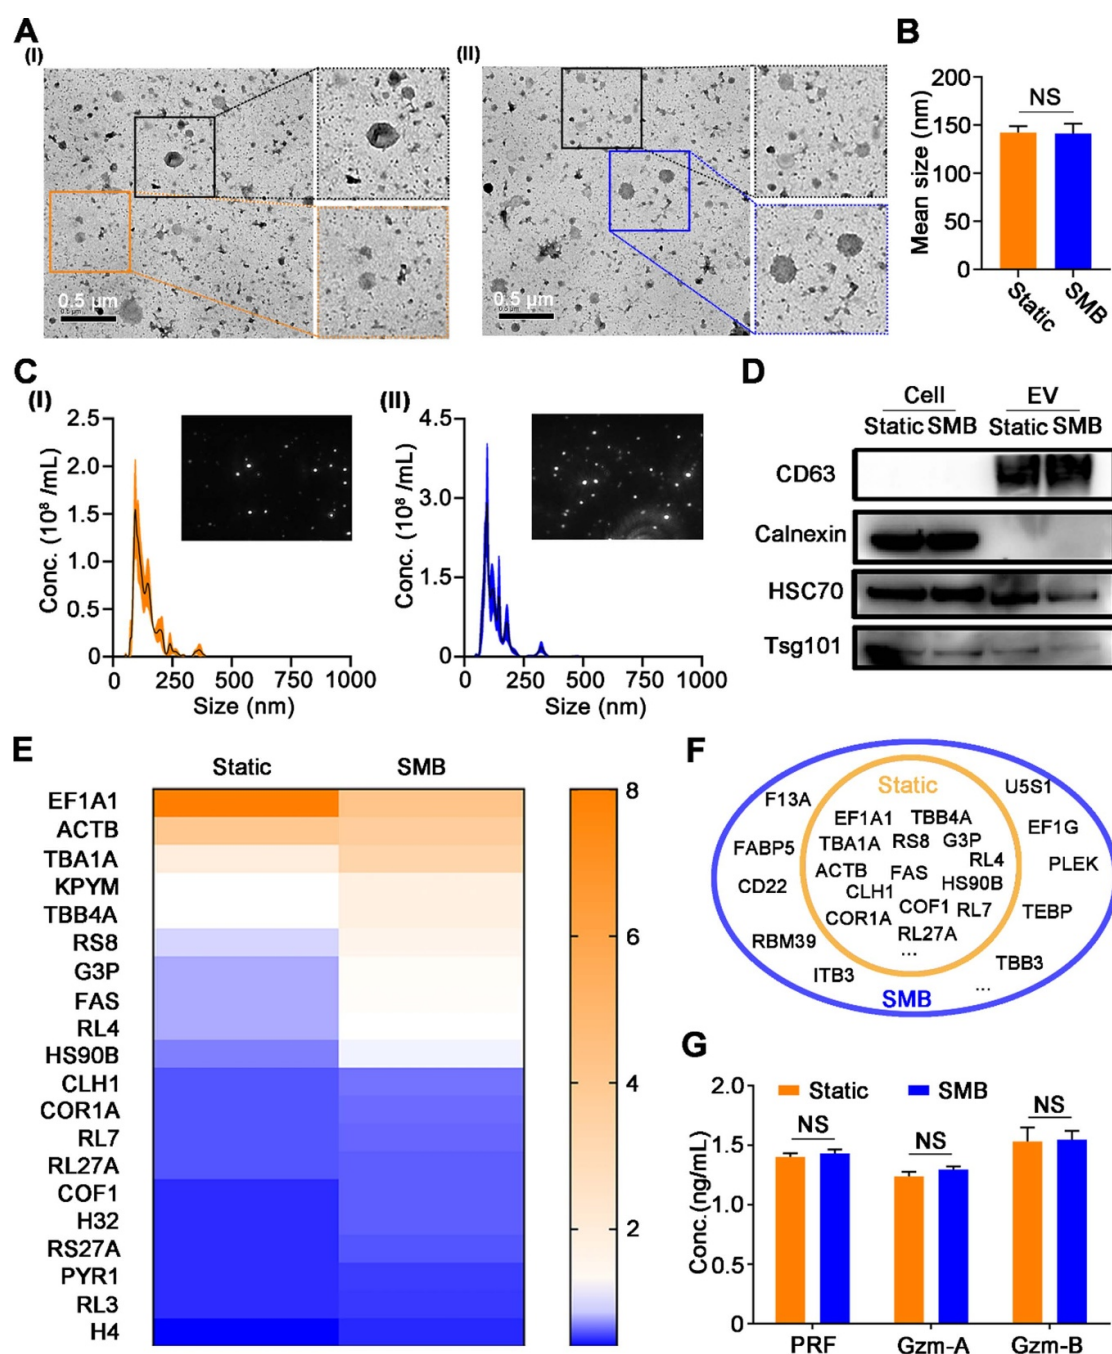 A
(I)
(II)
0.5 μm
0.5 μm
0.5 μm
B
Mean size (nm)
200
150
100
50
0
NS
Static
SMB
C
(I)
Conc. (10⁸ /mL)
2.5
2.0
1.5
1.0
0.5
0
0 250 500 750 1000
Size (nm)
(II)
Conc. (10⁸ /mL)
4.5
3.0
1.5
0
0 250 500 750 1000
Size (nm)
D
Cell EV
Static SMB Static SMB
CD63
Calnexin
HSC70
Tsg101
E
Static SMB
EF1A1
ACTB
TBA1A
KPYM
TBB4A
RS8
G3P
FAS
RL4
HS90B
CLH1
COR1A
RL7
RL27A
COF1
H32
RS27A
PYR1
RL3
H4
8
6
4
2
F
Static
EF1A1 TBB4A
TBA1A RS8 G3P
RL4
ACTB FAS
CLH1 HS90B
COF1 RL7
COR1A
RL27A
...
F13A
FABP5
CD22
RBM39
ITB3
U5S1
EF1G
PLEK
TEBP
TBB3
...
SMB
G
Conc.(ng/mL)
2.0
1.5
1.0
0.5
0
Static SMB
NS
NS
NS
PRF Gzm-A Gzm-B